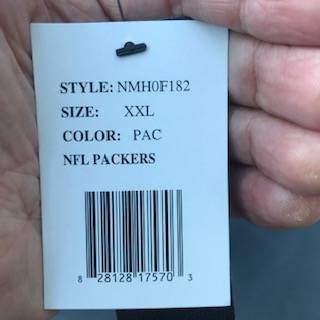 STYLE: NMH0F182
SIZE: XXL
COLOR: PAC
NFL PACKERS
8 28128 17570 3